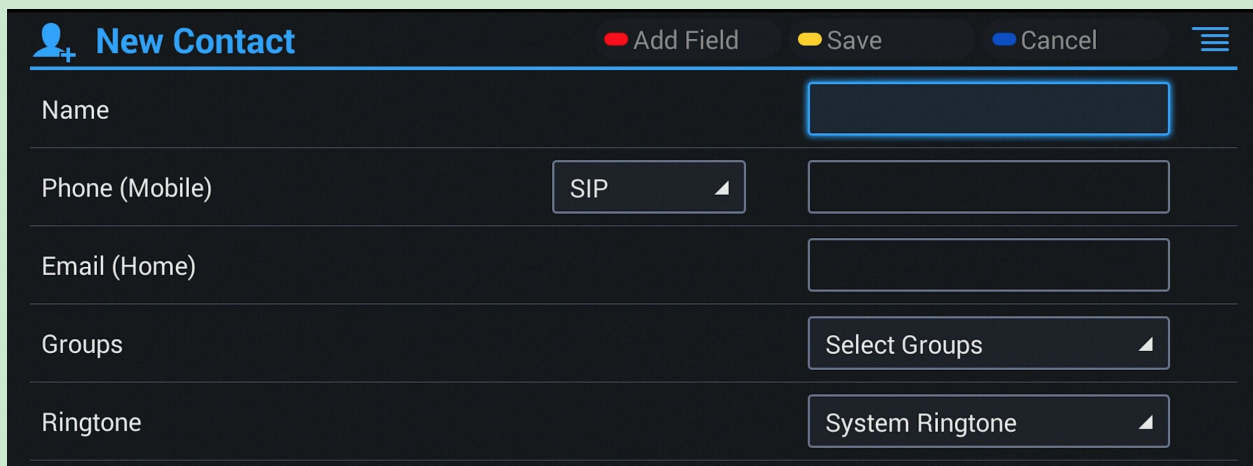 New Contact Add Field Save Cancel
Name
Phone (Mobile) SIP
Email (Home)
Groups Select Groups
Ringtone System Ringtone